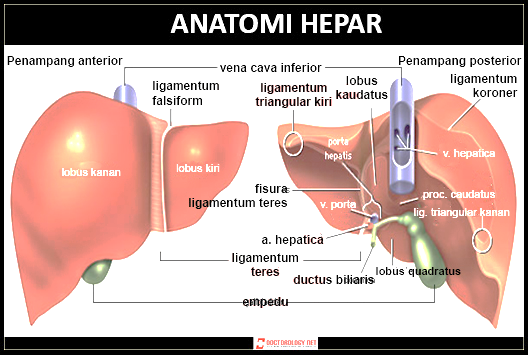 ANATOMI HEPAR
Penampang anterior
vena cava inferior
Penampang posterior
ligamentum
falsiform
ligamentum
triangular kiri
lobus
kaudatus
ligamentum
koroner
porta
hepatis
v. hepatica
lobus kanan
lobus kiri
fisura
ligamentum teres
v. porta
proc. caudatus
lig. triangular kanan
a. hepatica
ligamentum
teres
ductus biliaris
lobus quadratus
empedu